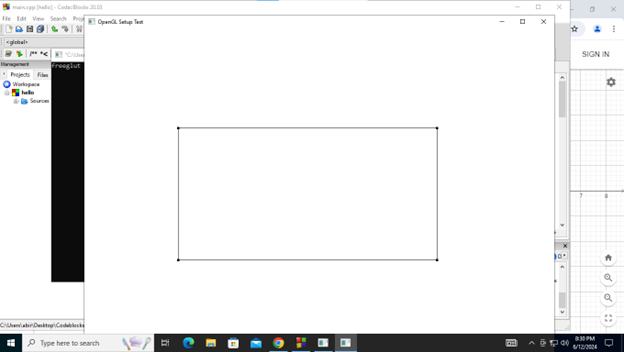 main.cpp [hello] - Code::Blocks 20.03
File Edit View Search
OpenGL Setup Test
<global>
SIGN IN
Management
Projects Files
freeglut
Workspace
hello
Sources
7 8
C:\Users\abir\Desktop\Codeblocks
Type here to search
8:30 PM
6/12/2024